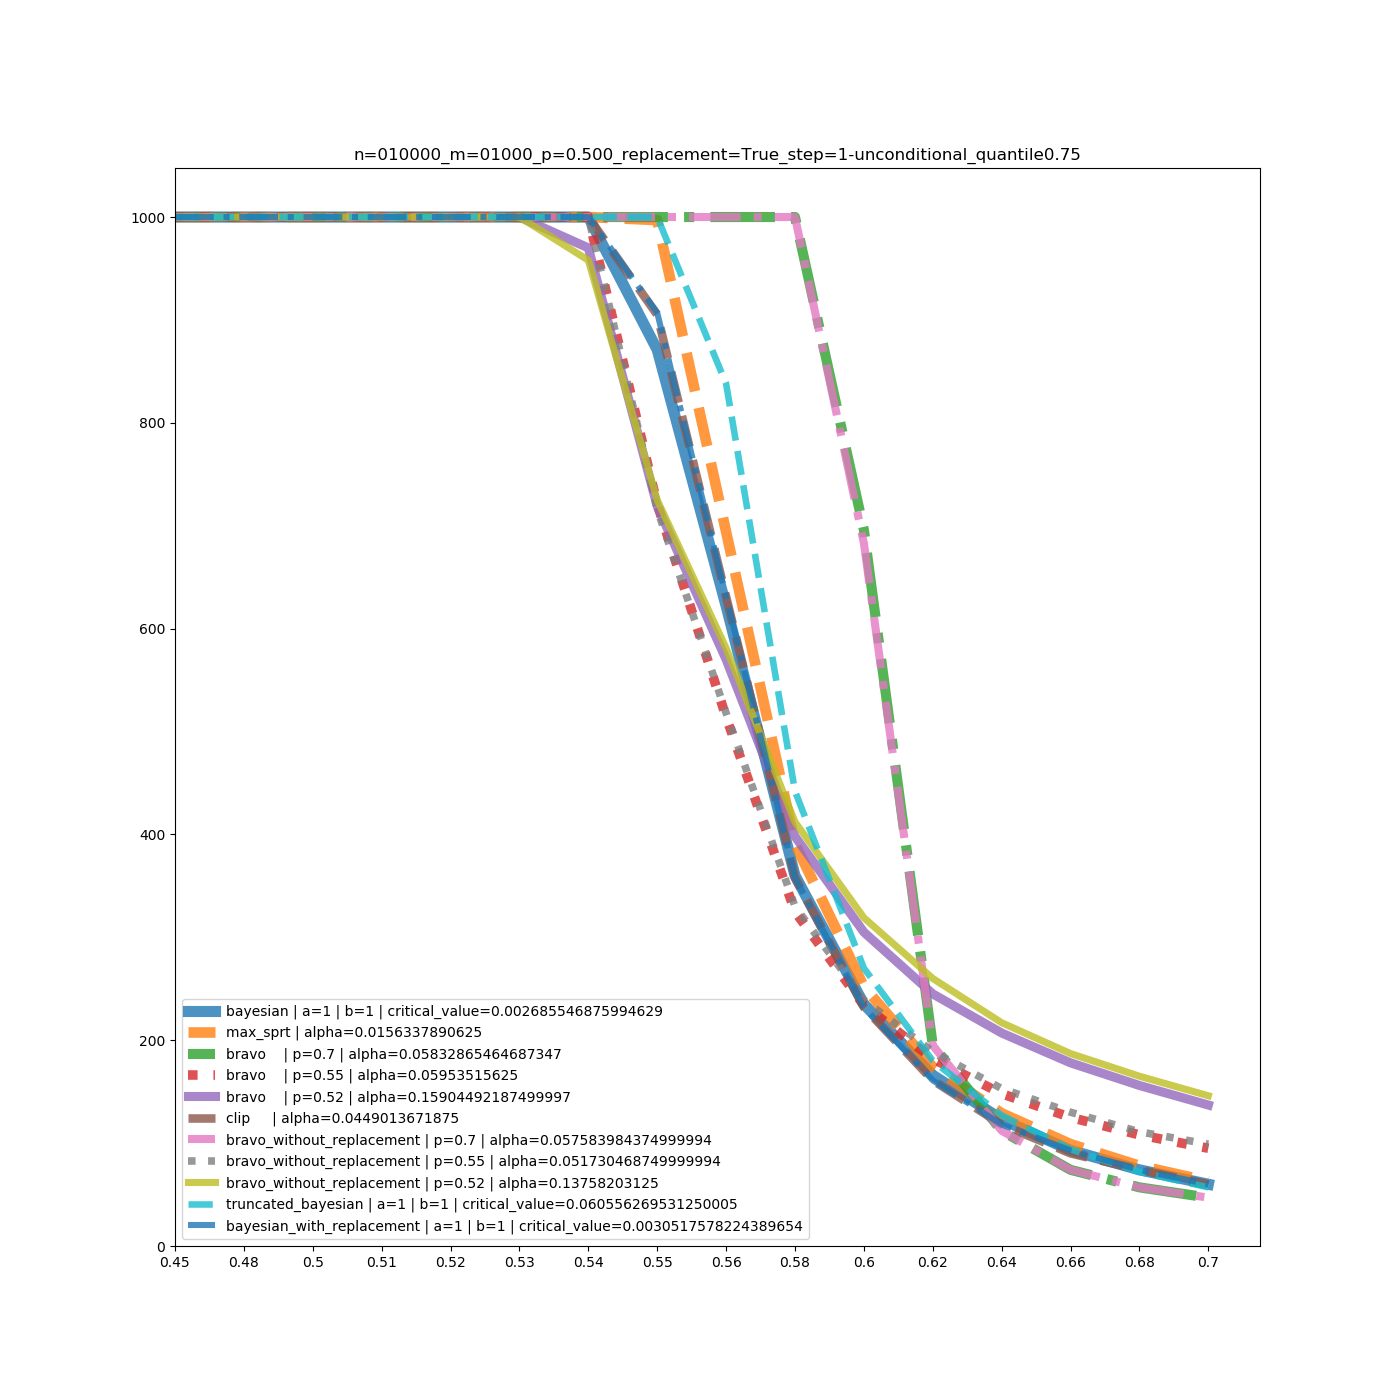 n=010000_m=01000_p=0.500_replacement=True_step=1-unconditional_quantile0.75
1000
800
600
400
200
0
bayesian | a=1 | b=1 | critical_value=0.002685546875994629
max_sprt | alpha=0.0156337890625
bravo    | p=0.7 | alpha=0.05832865464687347
bravo    | p=0.55 | alpha=0.05953515625
bravo    | p=0.52 | alpha=0.15904492187499997
clip     | alpha=0.0449013671875
bravo_without_replacement | p=0.7 | alpha=0.057583984374999994
bravo_without_replacement | p=0.55 | alpha=0.051730468749999994
bravo_without_replacement | p=0.52 | alpha=0.13758203125
truncated_bayesian | a=1 | b=1 | critical_value=0.060556269531250005
bayesian_with_replacement | a=1 | b=1 | critical_value=0.0030517578224389654
0.45 0.48 0.5 0.51 0.52 0.53 0.54 0.55 0.56 0.58 0.6 0.62 0.64 0.66 0.68 0.7